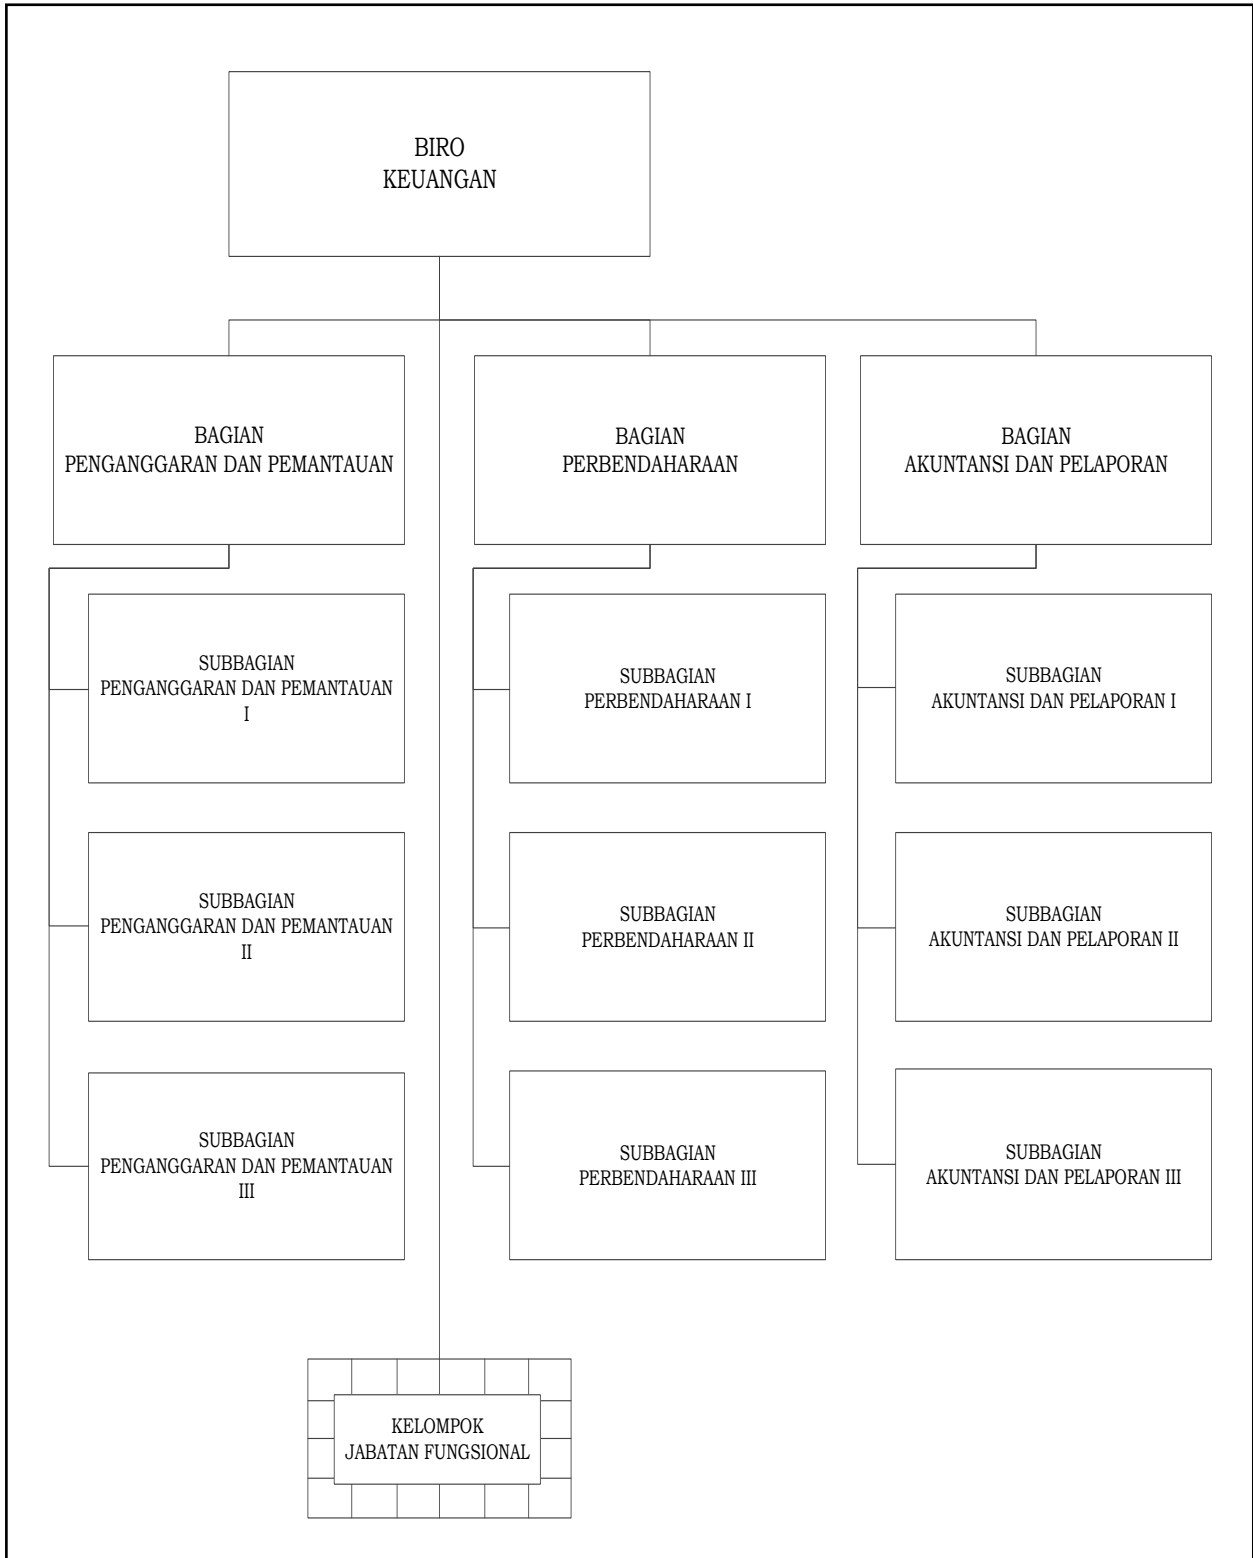 BIRO
KEUANGAN
BAGIAN
PENGANGGARAN DAN PEMANTAUAN
BAGIAN
PERBENDAHARAAN
BAGIAN
AKUNTANSI DAN PELAPORAN
SUBBAGIAN
PENGANGGARAN DAN PEMANTAUAN
I
SUBBAGIAN
PERBENDAHARAAN I
SUBBAGIAN
AKUNTANSI DAN PELAPORAN I
SUBBAGIAN
PENGANGGARAN DAN PEMANTAUAN
II
SUBBAGIAN
PERBENDAHARAAN II
SUBBAGIAN
AKUNTANSI DAN PELAPORAN II
SUBBAGIAN
PENGANGGARAN DAN PEMANTAUAN
III
SUBBAGIAN
PERBENDAHARAAN III
SUBBAGIAN
AKUNTANSI DAN PELAPORAN III
KELOMPOK
JABATAN FUNGSIONAL